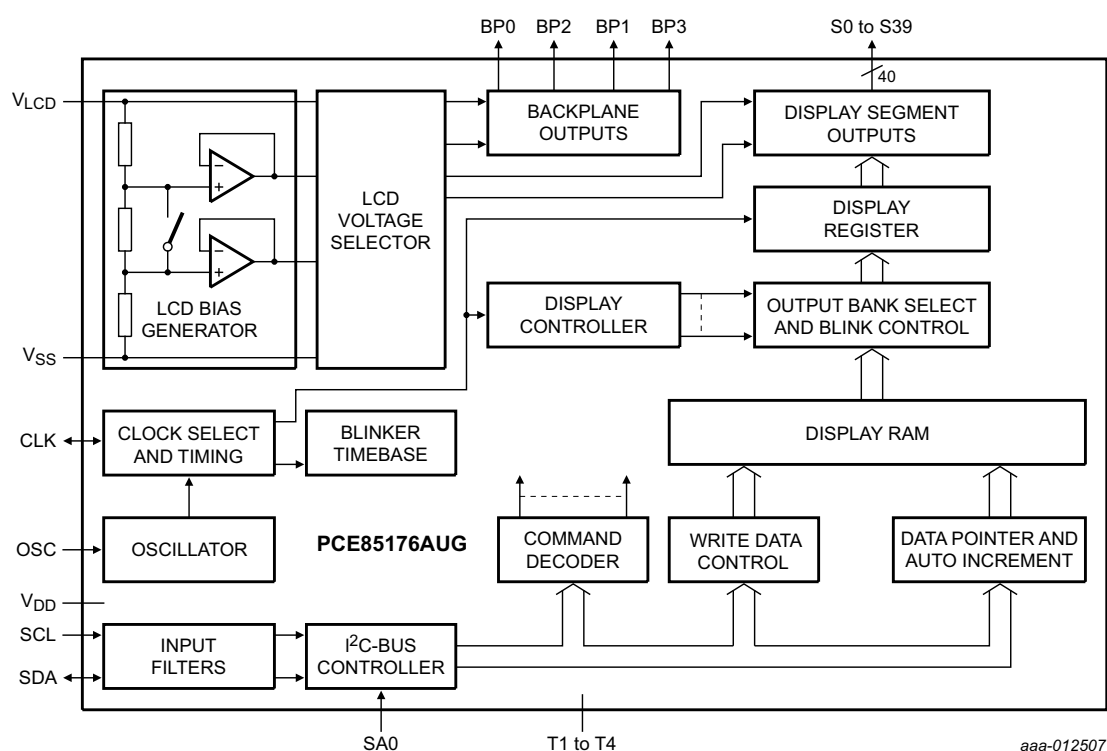 BP0 BP2 BP1 BP3 S0 to S39
40
VLCD
BACKPLANE
OUTPUTS
DISPLAY SEGMENT
OUTPUTS
LCD
VOLTAGE
SELECTOR
DISPLAY
REGISTER
LCD BIAS
GENERATOR
DISPLAY
CONTROLLER
OUTPUT BANK SELECT
AND BLINK CONTROL
VSS
CLK
CLOCK SELECT
AND TIMING
BLINKER
TIMEBASE
DISPLAY RAM
OSC
OSCILLATOR
PCE85176AUG
COMMAND
DECODER
WRITE DATA
CONTROL
DATA POINTER AND
AUTO INCREMENT
VDD
SCL
SDA
INPUT
FILTERS
I2C-BUS
CONTROLLER
SA0
T1 to T4
aaa-012507